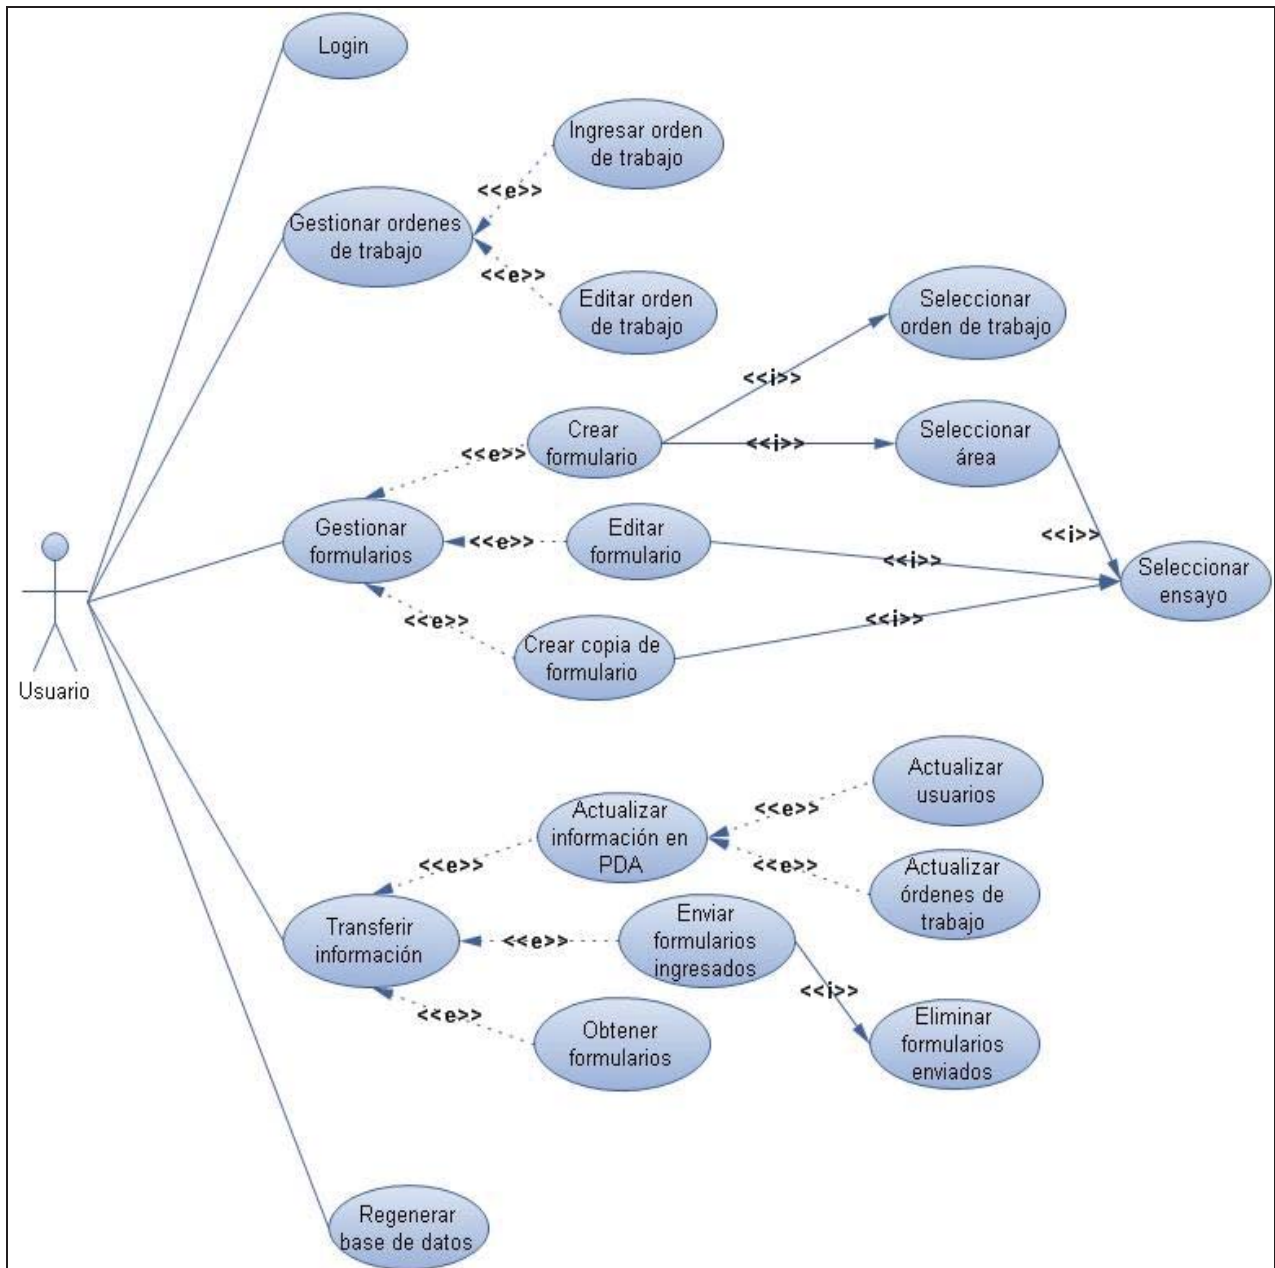 Login
Ingresar orden
de trabajo
<<e>>
Gestionar ordenes
de trabajo
<<e>>
Editar orden
de trabajo
Seleccionar
orden de trabajo
<<i>>
Crear
formulario
<<i>>
Seleccionar
área
<<e>>
Gestionar
formularios
<<e>>
Editar
formulario
<<i>>
<<i>>
Seleccionar
ensayo
<<e>>
Crear copia de
formulario
<<i>>
Usuario
Actualizar
usuarios
<<e>>
Actualizar
información en
PDA
<<e>>
<<e>>
Actualizar
órdenes de
trabajo
Transferir
información
<<e>>
Enviar
formularios
ingresados
<<i>>
<<e>>
Obtener
formularios
Eliminar
formularios
enviados
Regenerar
base de datos